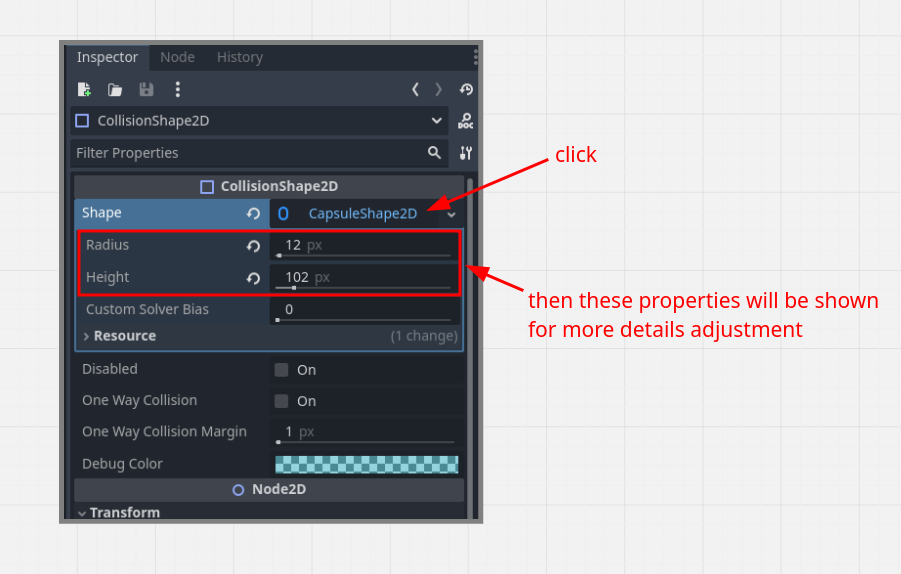 Inspector Node History
CollisionShape2D
DOC
Filter Properties
click
CollisionShape2D
Shape CapsuleShape2D
Radius 12 px
Height 102 px
then these properties will be shown
for more details adjustment
Custom Solver Bias 0
Resource (1 change)
Disabled On
One Way Collision On
One Way Collision Margin 1 px
Debug Color
Node2D
Transform